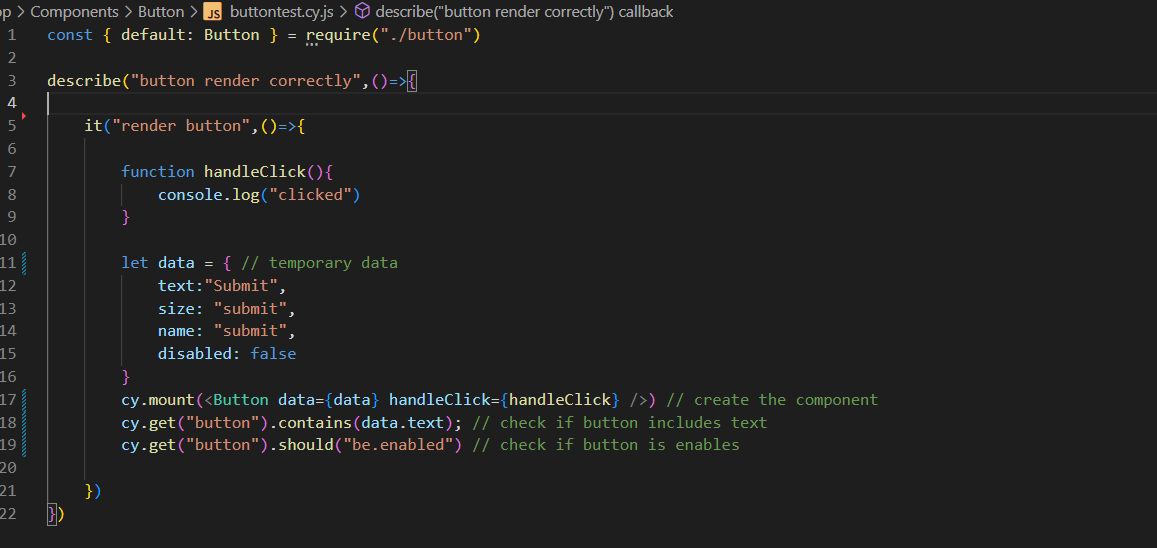 op > Components > Button > JS buttontest.cy.js > describe("button render correctly") callback
1 const { default: Button } = require("./button")
2
3 describe("button render correctly",()=>{
4
5 it("render button",()=>{
6
7 function handleClick(){
8 console.log("clicked")
9 }
10
11 let data = { // temporary data
12 text:"Submit",
13 size: "submit",
14 name: "submit",
15 disabled: false
16 }
17 cy.mount(<Button data={data} handleClick={handleClick} />) // create the component
18 cy.get("button").contains(data.text); // check if button includes text
19 cy.get("button").should("be.enabled") // check if button is enables
20
21 })
22 })